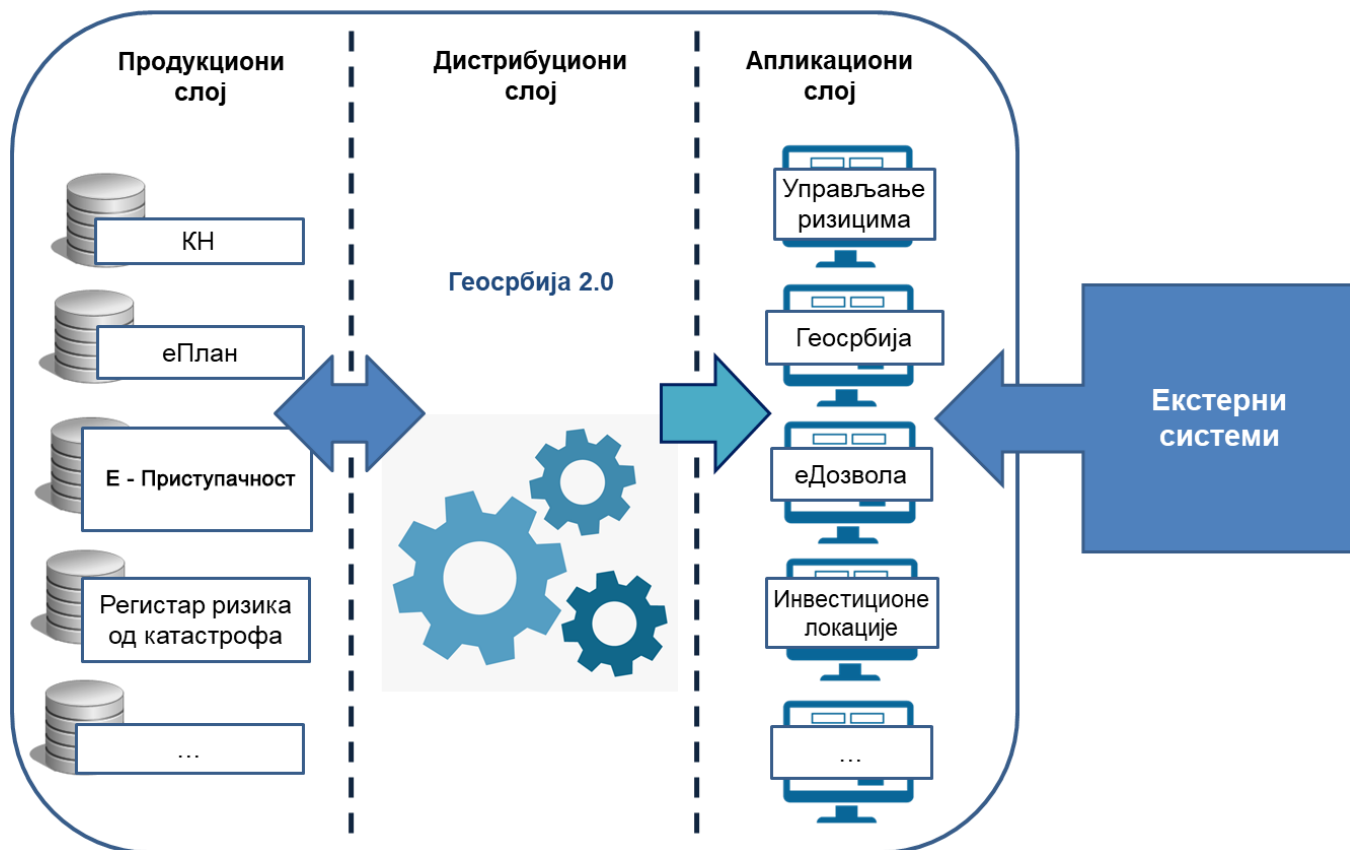 Продукциони
слој
КН
еПлан
Е - Приступачност
Регистар ризика
од катастрофа
…
Дистрибуциони
слој
Геосрбија 2.0
Апликациони
слој
Управљање
ризицима
Геосрбија
еДозвола
Инвестиционе
локације
…
Екстерни
системи